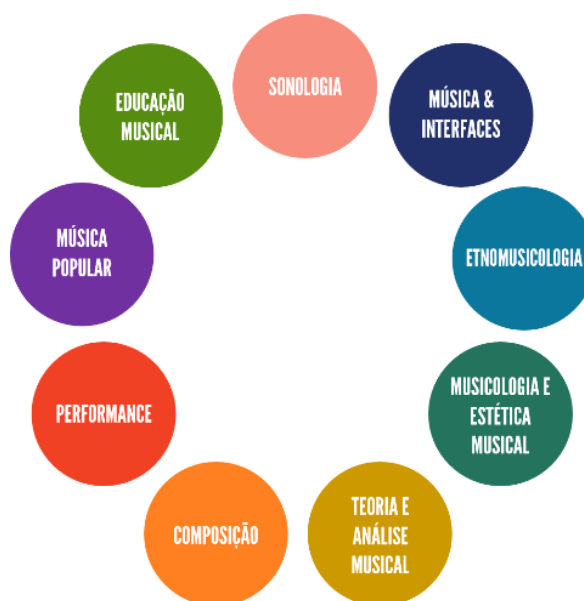 SONOLOGIA
MÚSICA &
INTERFACES
ETNOMUSICOLOGIA
MUSICOLOGIA E
ESTÉTICA
MUSICAL
TEORIA E
ANÁLISE
MUSICAL
COMPOSIÇÃO
PERFORMANCE
MÚSICA
POPULAR
EDUCAÇÃO
MUSICAL